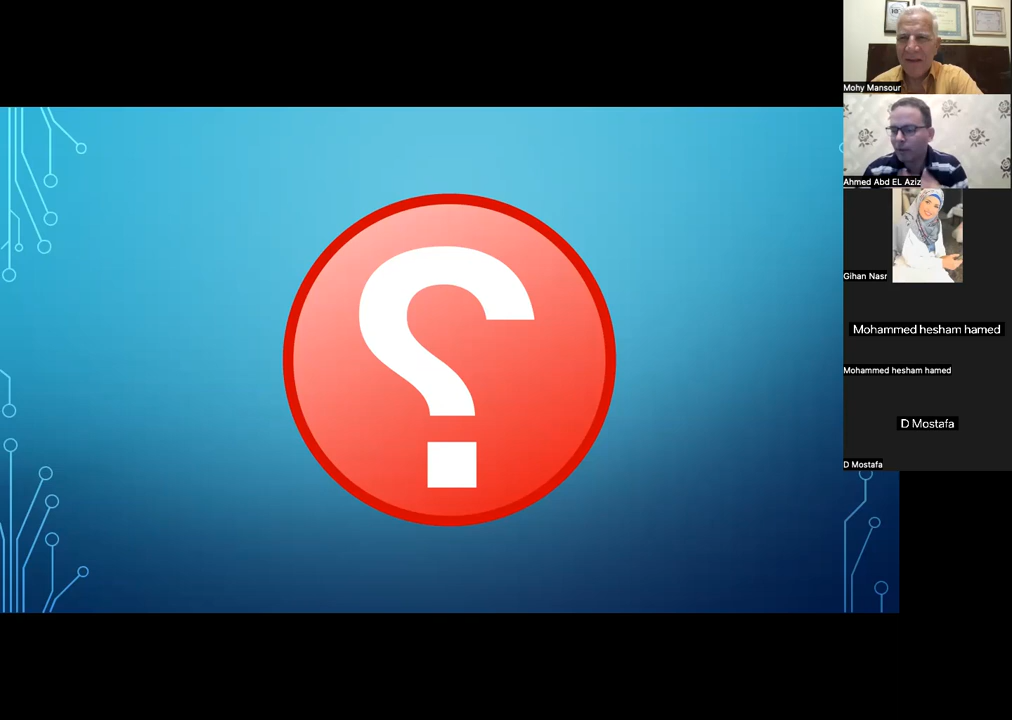 ؟
Mohy Mansour
Ahmed Abd EL Aziz
Gihan Nasr
Mohammed hesham hamed
Mohammed hesham hamed
D Mostafa
D Mostafa